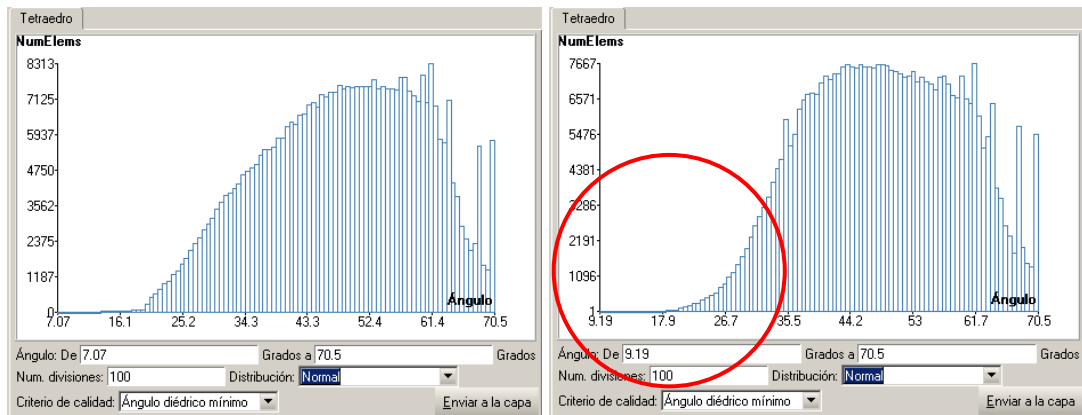 Tetraedro
NumElems
8313
7125
5937
4750
3562
2375
1187
0
Ángulo
7.07 16.1 25.2 34.3 43.3 52.4 61.4 70.5
Ángulo: De 7.07 Grados a 70.5 Grados
Num. divisiones: 100 Distribución: Normal
Criterio de calidad: Ángulo diédrico mínimo Enviar a la capa
Tetraedro
NumElems
7667
6571
5476
4381
3286
2191
1096
1
Ángulo
9.19 17.9 26.7 35.5 44.2 53 61.7 70.5
Ángulo: De 9.19 Grados a 70.5 Grados
Num. divisiones: 100 Distribución: Normal
Criterio de calidad: Ángulo diédrico mínimo Enviar a la capa